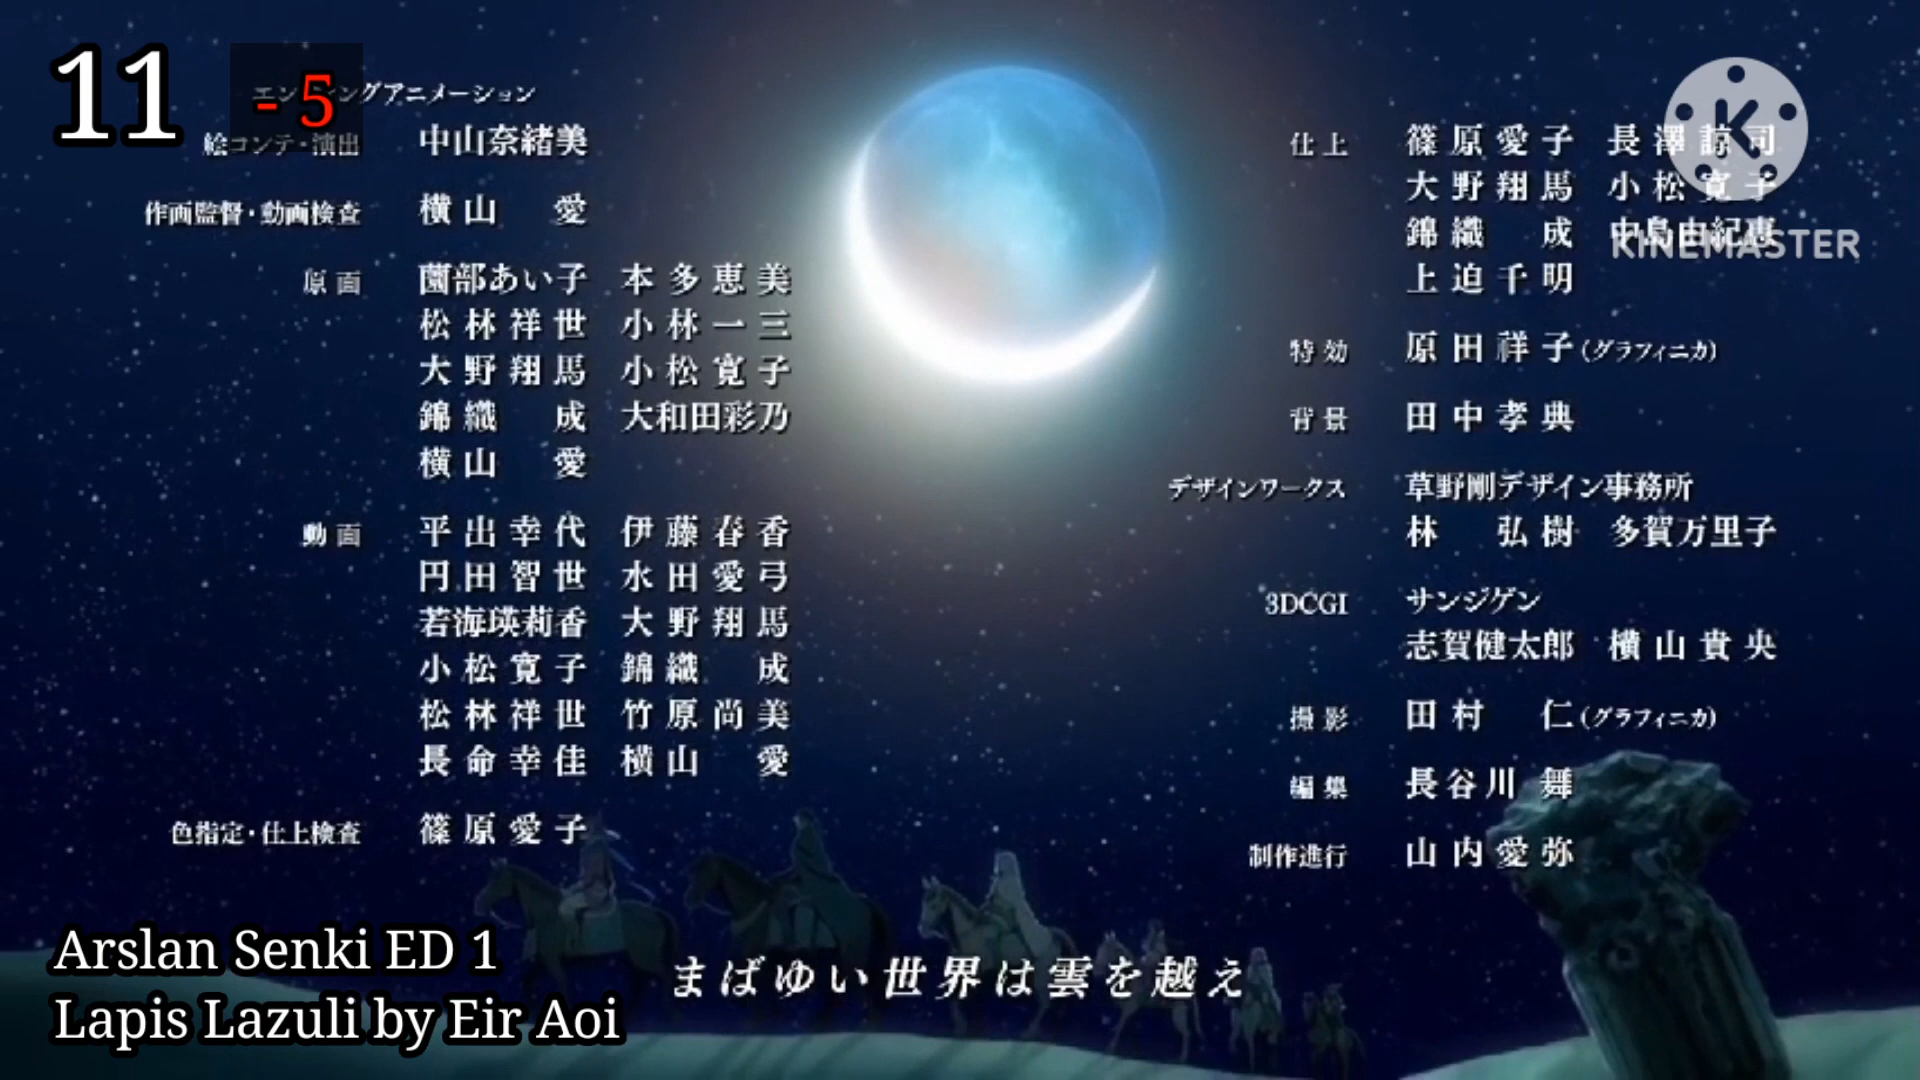 11
- 5
エンディングアニメーション
絵コンテ・演出 中山奈緒美
作画監督・動画検査 横山 愛
原画 薗部あい子 本多恵美
松林祥世 小林一三
大野翔馬 小松寛子
錦織 成 大和田彩乃
横山 愛
動画 平出幸代 伊藤春香
円田智世 水田愛弓
若海瑛莉香 大野翔馬
小松寛子 錦織 成
松林祥世 竹原尚美
長命幸佳 横山 愛
色指定・仕上検査 篠原愛子
仕上 篠原愛子 長澤諒司
大野翔馬 小松寛子
錦織 成 中島由紀恵
上迫千明
特効 原田祥子(グラフィニカ)
背景 田中孝典
デザインワークス 草野剛デザイン事務所
林 弘樹 多賀万里子
3DCGI サンジゲン
志賀健太郎 横山貴央
撮影 田村 仁(グラフィニカ)
編集 長谷川 舞
制作進行 山内愛弥
K
KINEMASTER
まばゆい世界は雲を越え
Arslan Senki ED 1
Lapis Lazuli by Eir Aoi